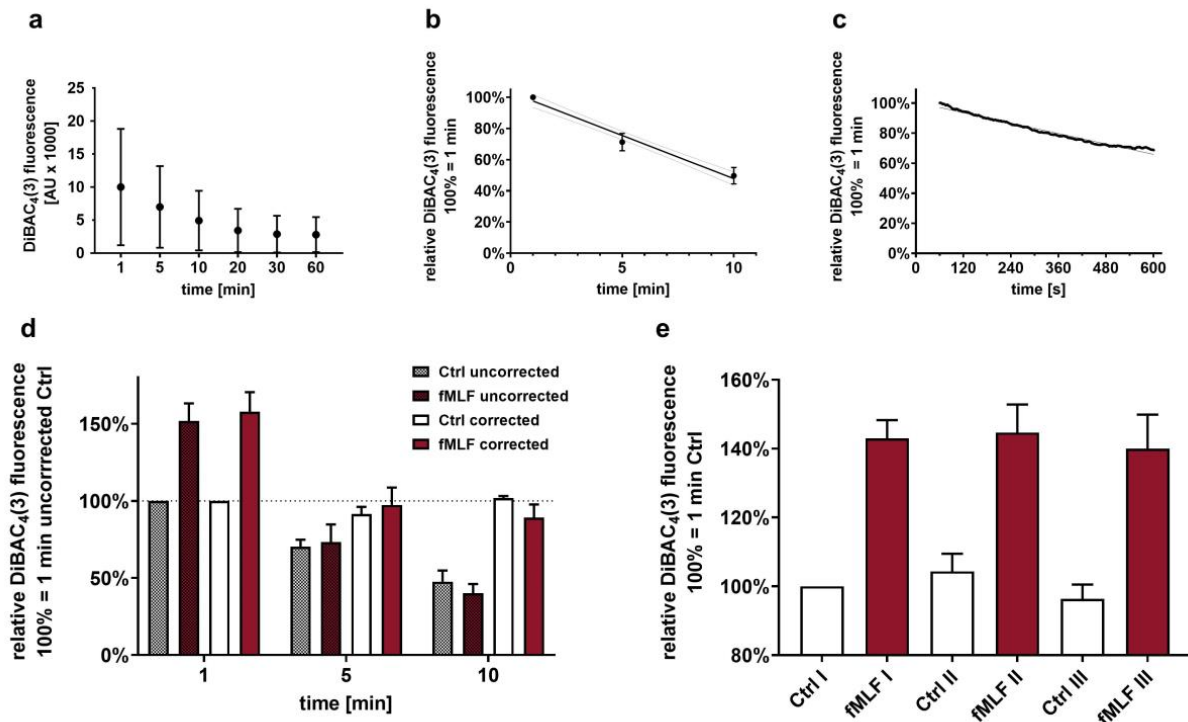 a
DiBAC4(3) fluorescence
[AU x 1000]
25
20
15
10
5
0
1 5 10 20 30 60
time [min]
b
relative DiBAC4(3) fluorescence
100% = 1 min
100%
80%
60%
40%
20%
0%
0 5 10
time [min]
c
relative DiBAC4(3) fluorescence
100% = 1 min
100%
80%
60%
40%
20%
0%
0 120 240 360 480 600
time [s]
d
relative DiBAC4(3) fluorescence
100% = 1 min uncorrrected Ctrl
150%
100%
50%
0%
1 5 10
time [min]
Ctrl uncorrected
fMLF uncorrected
Ctrl corrected
fMLF corrected
e
relative DiBAC4(3) fluorescence
100% = 1 min Ctrl
160%
140%
120%
100%
80%
Ctrl I
fMLF I
Ctrl II
fMLF II
Ctrl III
fMLF III